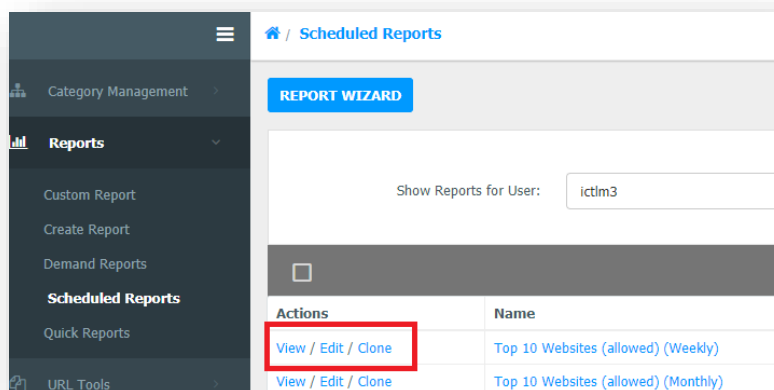 / Scheduled Reports
Category Management
REPORT WIZARD
Reports
Show Reports for User: ictlm3
Custom Report
Create Report
Demand Reports
Scheduled Reports
Quick Reports
URL Tools
Actions Name
View / Edit / Clone Top 10 Websites (allowed) (Weekly)
View / Edit / Clone Top 10 Websites (allowed) (Monthly)